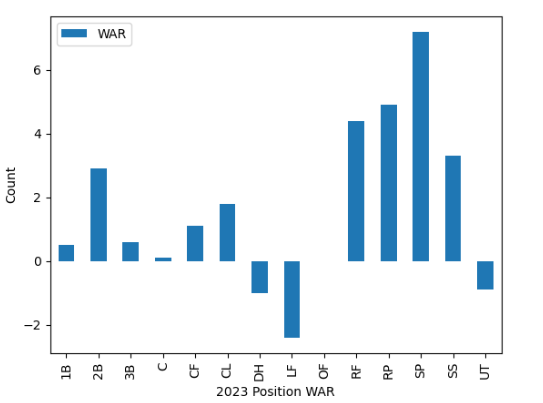 WAR
6
4
2
0
−2
Count
1B
2B
3B
C
CF
CL
DH
LF
OF
RF
RP
SP
SS
UT
2023 Position WAR